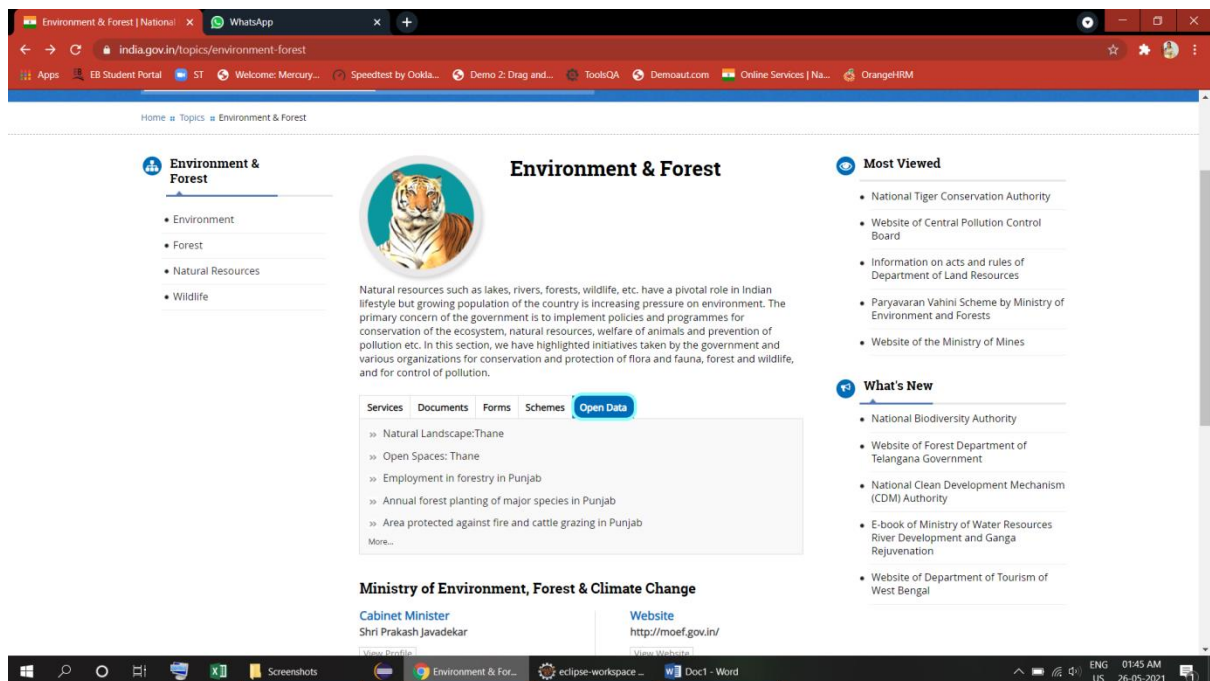 Environment & Forest | National
WhatsApp
india.gov.in/topics/environment-forest
Apps EB Student Portal ST Welcome: Mercury... Speedtest by Ookla... Demo 2: Drag and... ToolsQA Demoaut.com Online Services | Na... OrangeHRM
Home Topics Environment & Forest
Environment &
Forest
Environment
Forest
Natural Resources
Wildlife
Environment & Forest
Natural resources such as lakes, rivers, forests, wildlife, etc. have a pivotal role in Indian
lifestyle but growing population of the country is increasing pressure on environment. The
primary concern of the government is to implement policies and programmes for
conservation of the ecosystem, natural resources, welfare of animals and prevention of
pollution etc. In this section, we have highlighted initiatives taken by the government and
various organizations for conservation and protection of flora and fauna, forest and wildlife,
and for control of pollution.
Services Documents Forms Schemes Open Data
Natural Landscape:Thane
Open Spaces: Thane
Employment in forestry in Punjab
Annual forest planting of major species in Punjab
Area protected against fire and cattle grazing in Punjab
More...
Ministry of Environment, Forest & Climate Change
Cabinet Minister
Shri Prakash Javadekar
View Profile
Website
http://moef.gov.in/
View Website
Most Viewed
National Tiger Conservation Authority
Website of Central Pollution Control
Board
Information on acts and rules of
Department of Land Resources
Paryavaran Vahini Scheme by Ministry of
Environment and Forests
Website of the Ministry of Mines
What's New
National Biodiversity Authority
Website of Forest Department of
Telangana Government
National Clean Development Mechanism
(CDM) Authority
E-book of Ministry of Water Resources
River Development and Ganga
Rejuvenation
Website of Department of Tourism of
West Bengal
Screenshots Environment & For... eclipse-workspace ... Doc1 - Word
ENG 01:45 AM
US 26-05-2021